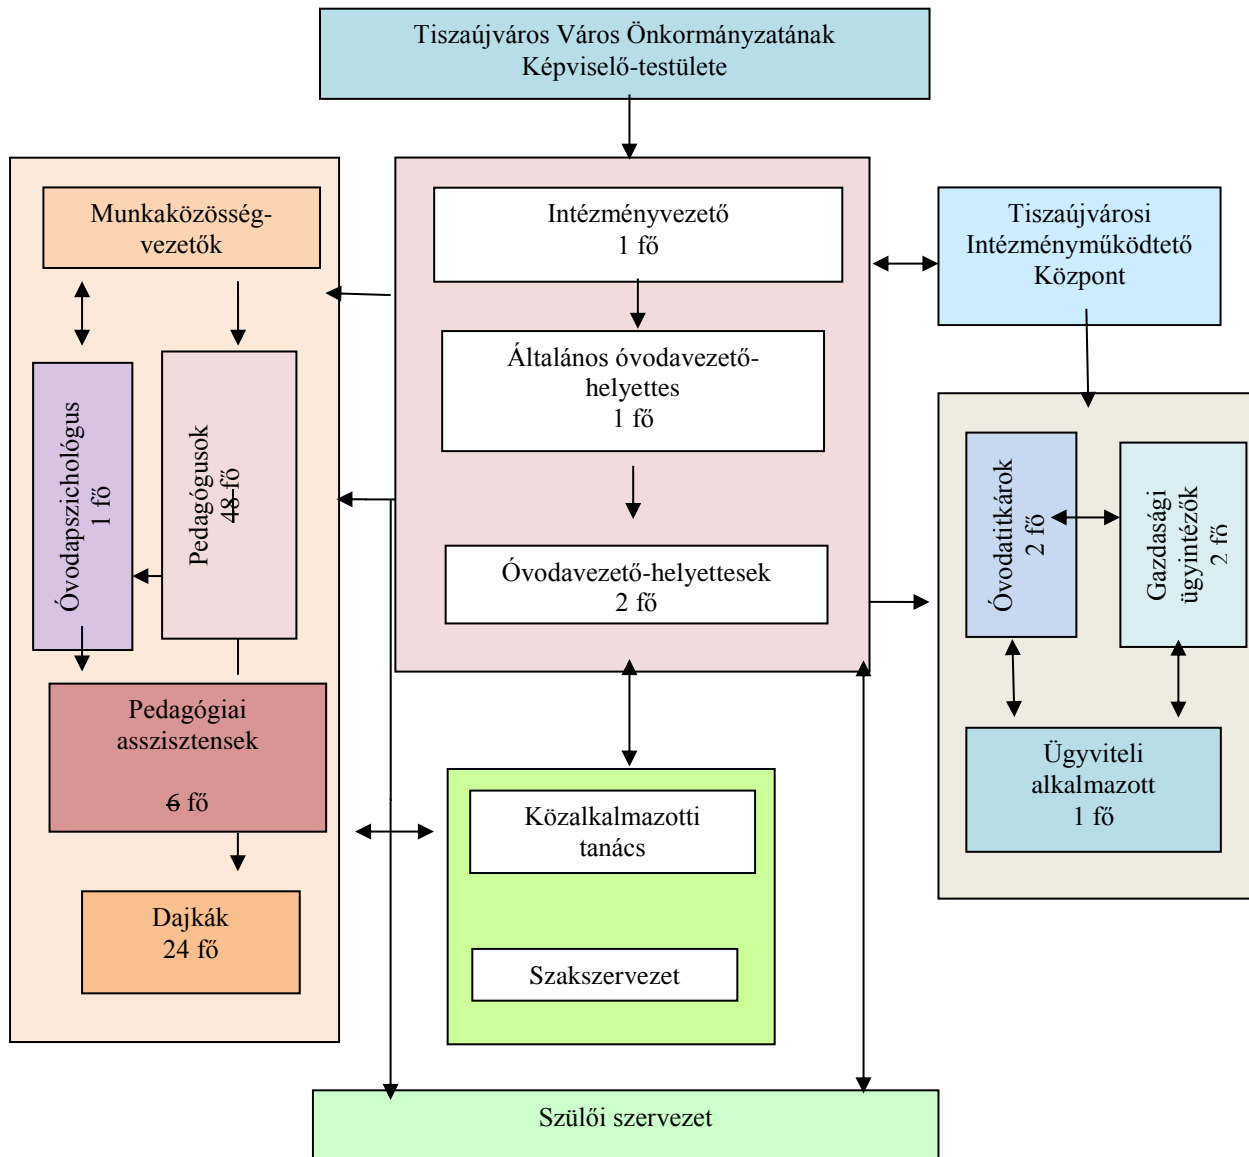 Tiszaújváros Város Önkormányzatának
Képviselő-testülete
Munkaközösség-
vezetők
Óvodapszichológus
1 fő
Pedagógusok
48 fő
Pedagógiai
asszisztensek
6 fő
Dajkák
24 fő
Intézményvezető
1 fő
Általános óvodavezető-
helyettes
1 fő
Óvodavezető-helyettesek
2 fő
Közalkalmazotti
tanács
Szakszervezet
Tiszaújvárosi
Intézményműködtető
Központ
Óvodatitkárok
2 fő
Gazdasági
ügyintézők
2 fő
Ügyviteli
alkalmazott
1 fő
Szülői szervezet